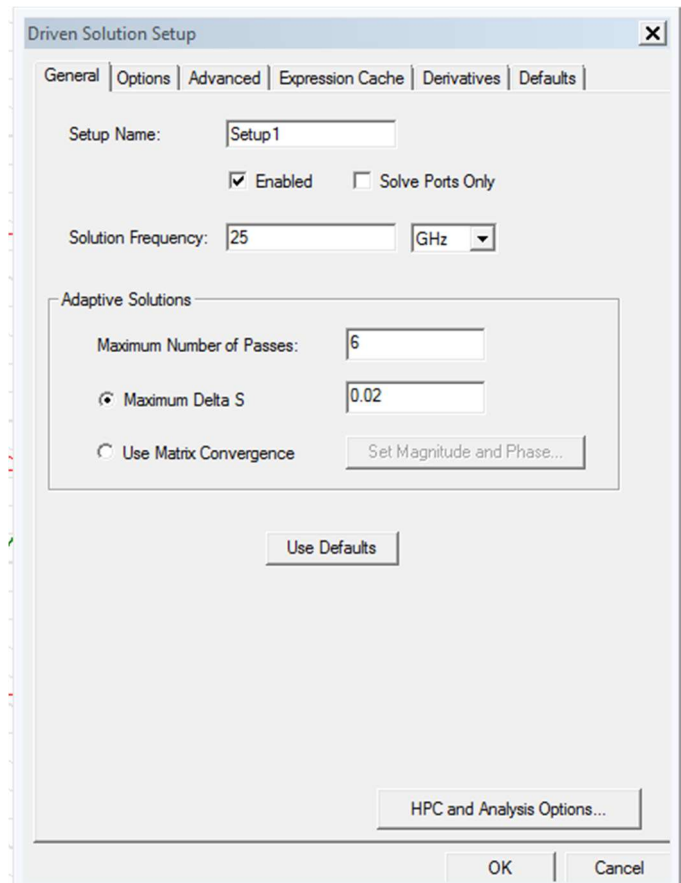 Driven Solution Setup
General Options Advanced Expression Cache Derivatives Defaults
Setup Name: Setup1
Enabled Solve Ports Only
Solution Frequency: 25 GHz
Adaptive Solutions
Maximum Number of Passes: 6
Maximum Delta S 0.02
Use Matrix Convergence Set Magnitude and Phase...
Use Defaults
HPC and Analysis Options...
OK Cancel